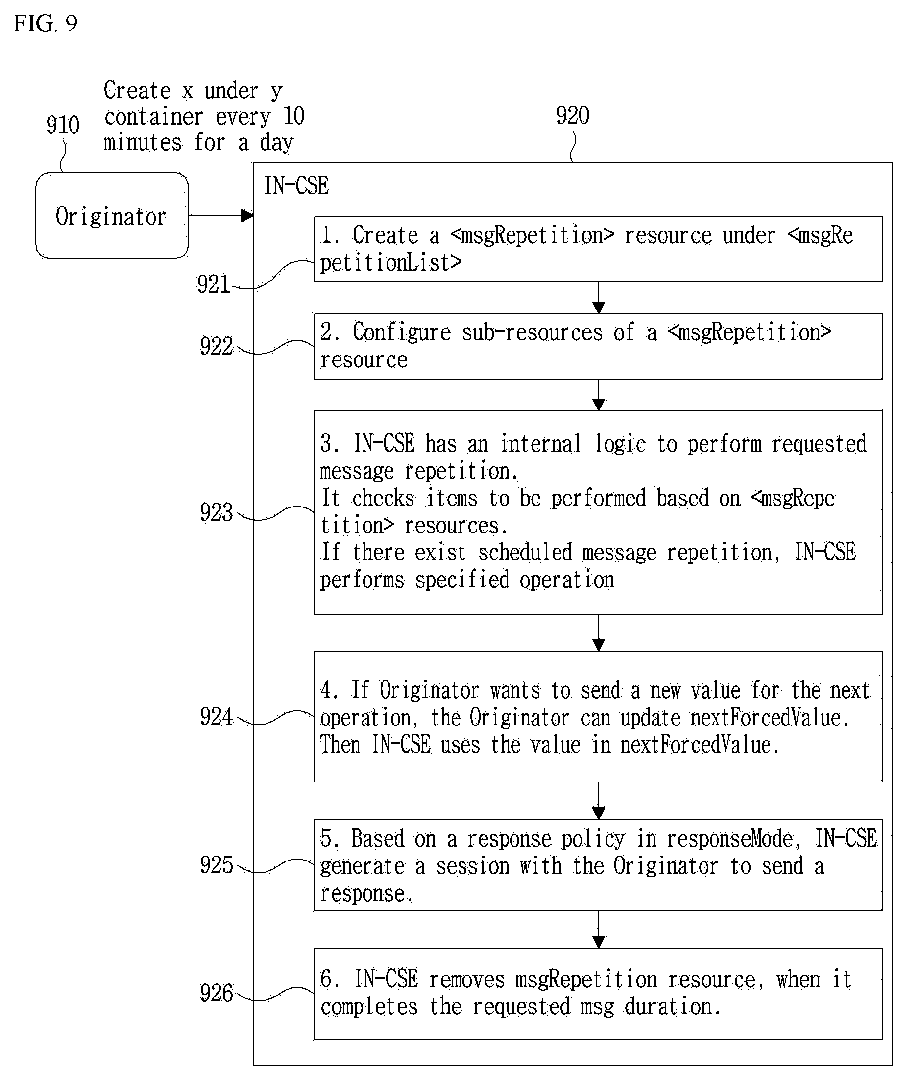 FIG. 9
Create x under y
container every 10
minutes for a day
910
920
Originator
IN-CSE
1. Create a <msgRepetition> resource under <msgRe
petitionList>
921
2. Configure sub-resources of a <msgRepetition>
resource
922
3. IN-CSE has an internal logic to perform requested
message repetition.
It checks items to be performed based on <msgRepe
tition> resources.
If there exist scheduled message repetition, IN-CSE
performs specified operation
923
4. If Originator wants to send a new value for the next
operation, the Originator can update nextForcedValue.
Then IN-CSE uses the value in nextForcedValue.
924
5. Based on a response policy in responseMode, IN-CSE
generate a session with the Originator to send a
response.
925
6. IN-CSE removes msgRepetition resource, when it
completes the requested msg duration.
926